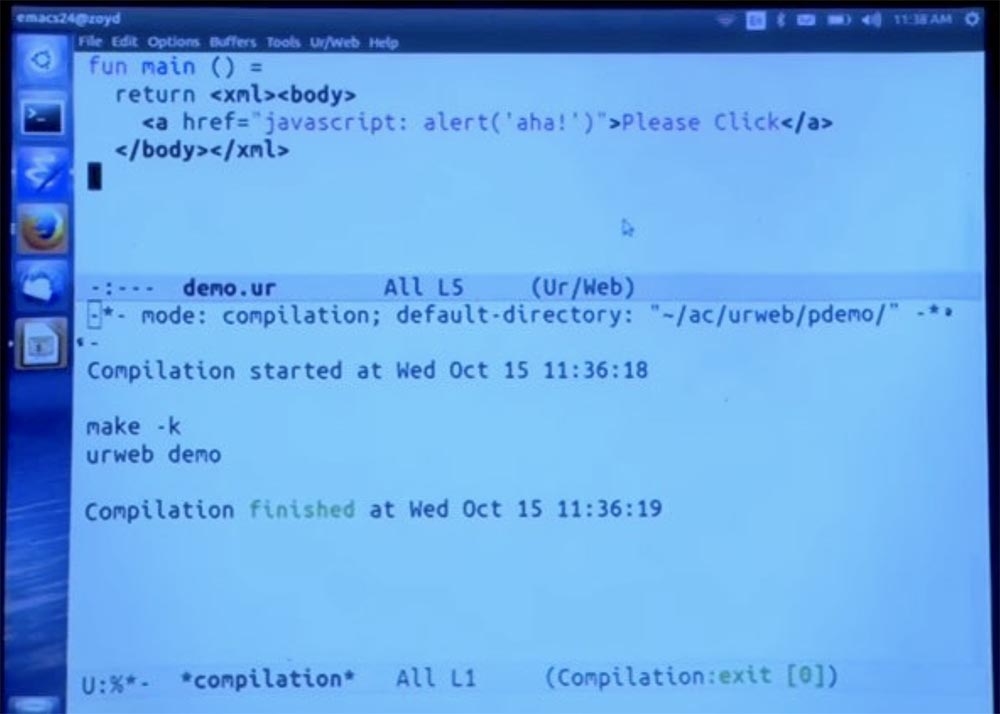 emacs24@zoyd
En 11:38 AM
File Edit Options Buffers Tools Ur/Web Help
fun main () =
return <xml><body>
<a href="javascript: alert('aha!')">Please Click</a>
</body></xml>
-:--- demo.ur All L5 (Ur/Web)
-*- mode: compilation; default-directory: "~/ac/urweb/pdemo/" -*
-
Compilation started at Wed Oct 15 11:36:18
make -k
urweb demo
Compilation finished at Wed Oct 15 11:36:19
U:%*- *compilation* All L1 (Compilation:exit [0])